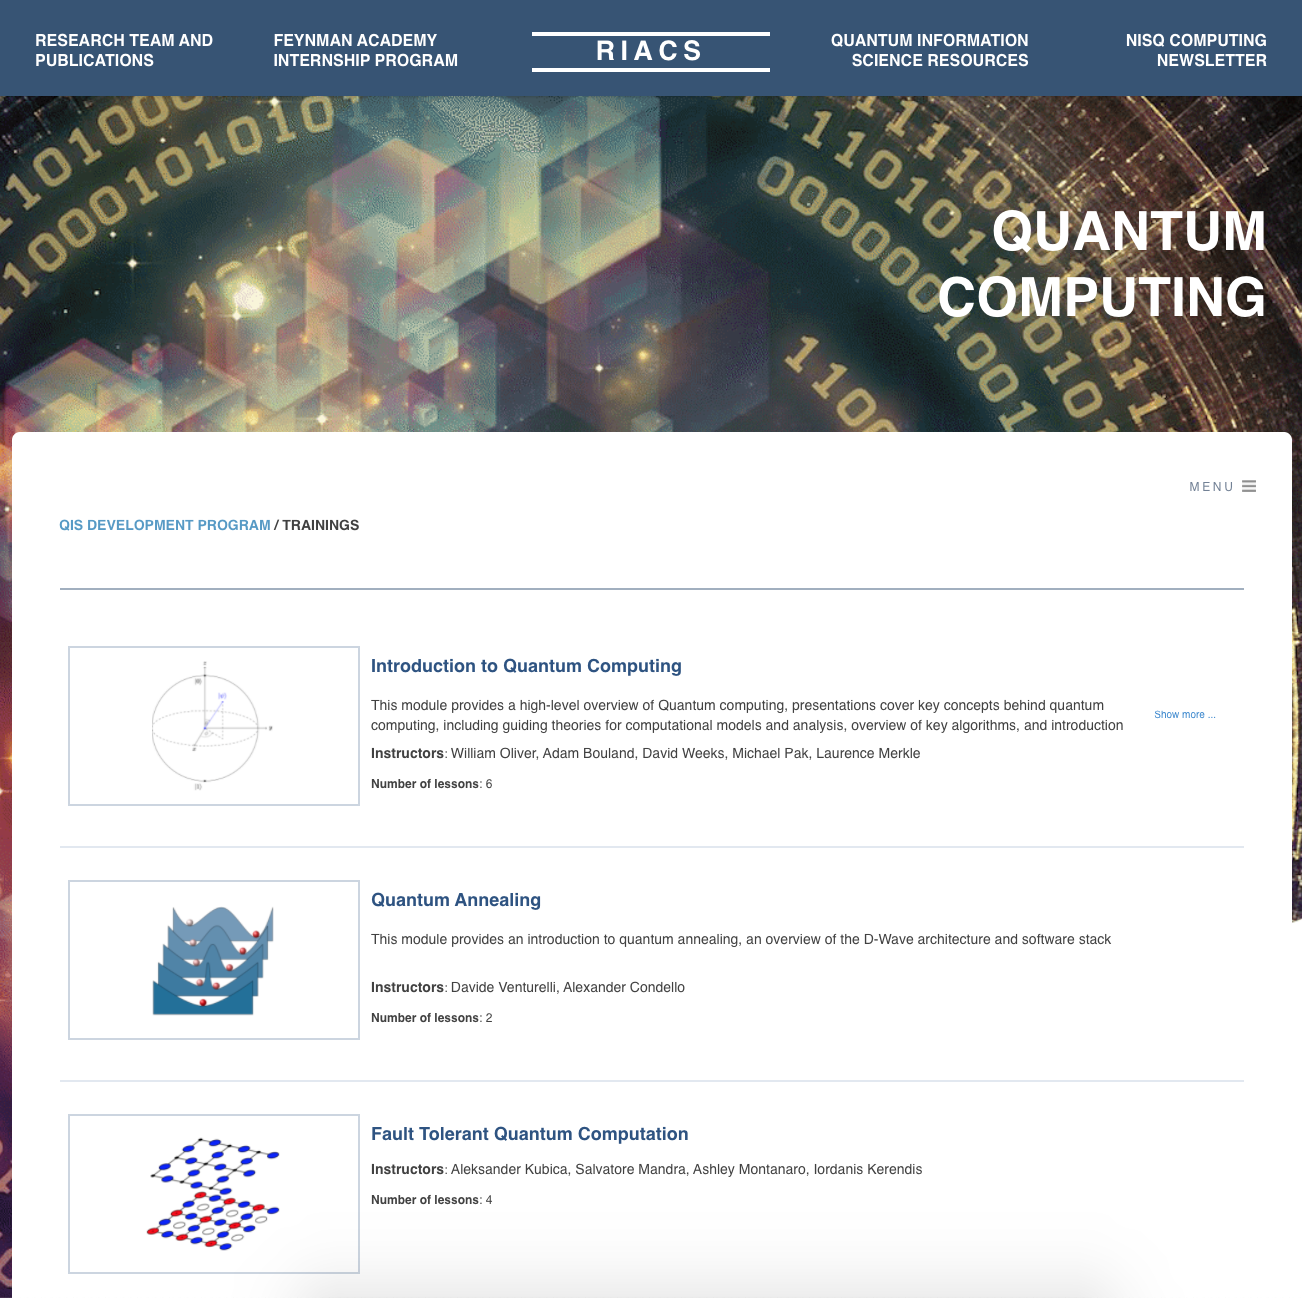 RESEARCH TEAM AND
PUBLICATIONS
FEYNMAN ACADEMY
INTERNSHIP PROGRAM
RIACS
QUANTUM INFORMATION
SCIENCE RESOURCES
NISQ COMPUTING
NEWSLETTER
QUANTUM
COMPUTING
MENU
QIS DEVELOPMENT PROGRAM / TRAININGS
Introduction to Quantum Computing
This module provides a high-level overview of Quantum computing, presentations cover key concepts behind quantum
computing, including guiding theories for computational models and analysis, overview of key algorithms, and introduction
Show more ...
Instructors: William Oliver, Adam Bouland, David Weeks, Michael Pak, Laurence Merkle
Number of lessons: 6
Quantum Annealing
This module provides an introduction to quantum annealing, an overview of the D-Wave architecture and software stack
Instructors: Davide Venturelli, Alexander Condello
Number of lessons: 2
Fault Tolerant Quantum Computation
Instructors: Aleksander Kubica, Salvatore Mandra, Ashley Montanaro, Iordanis Kerendis
Number of lessons: 4